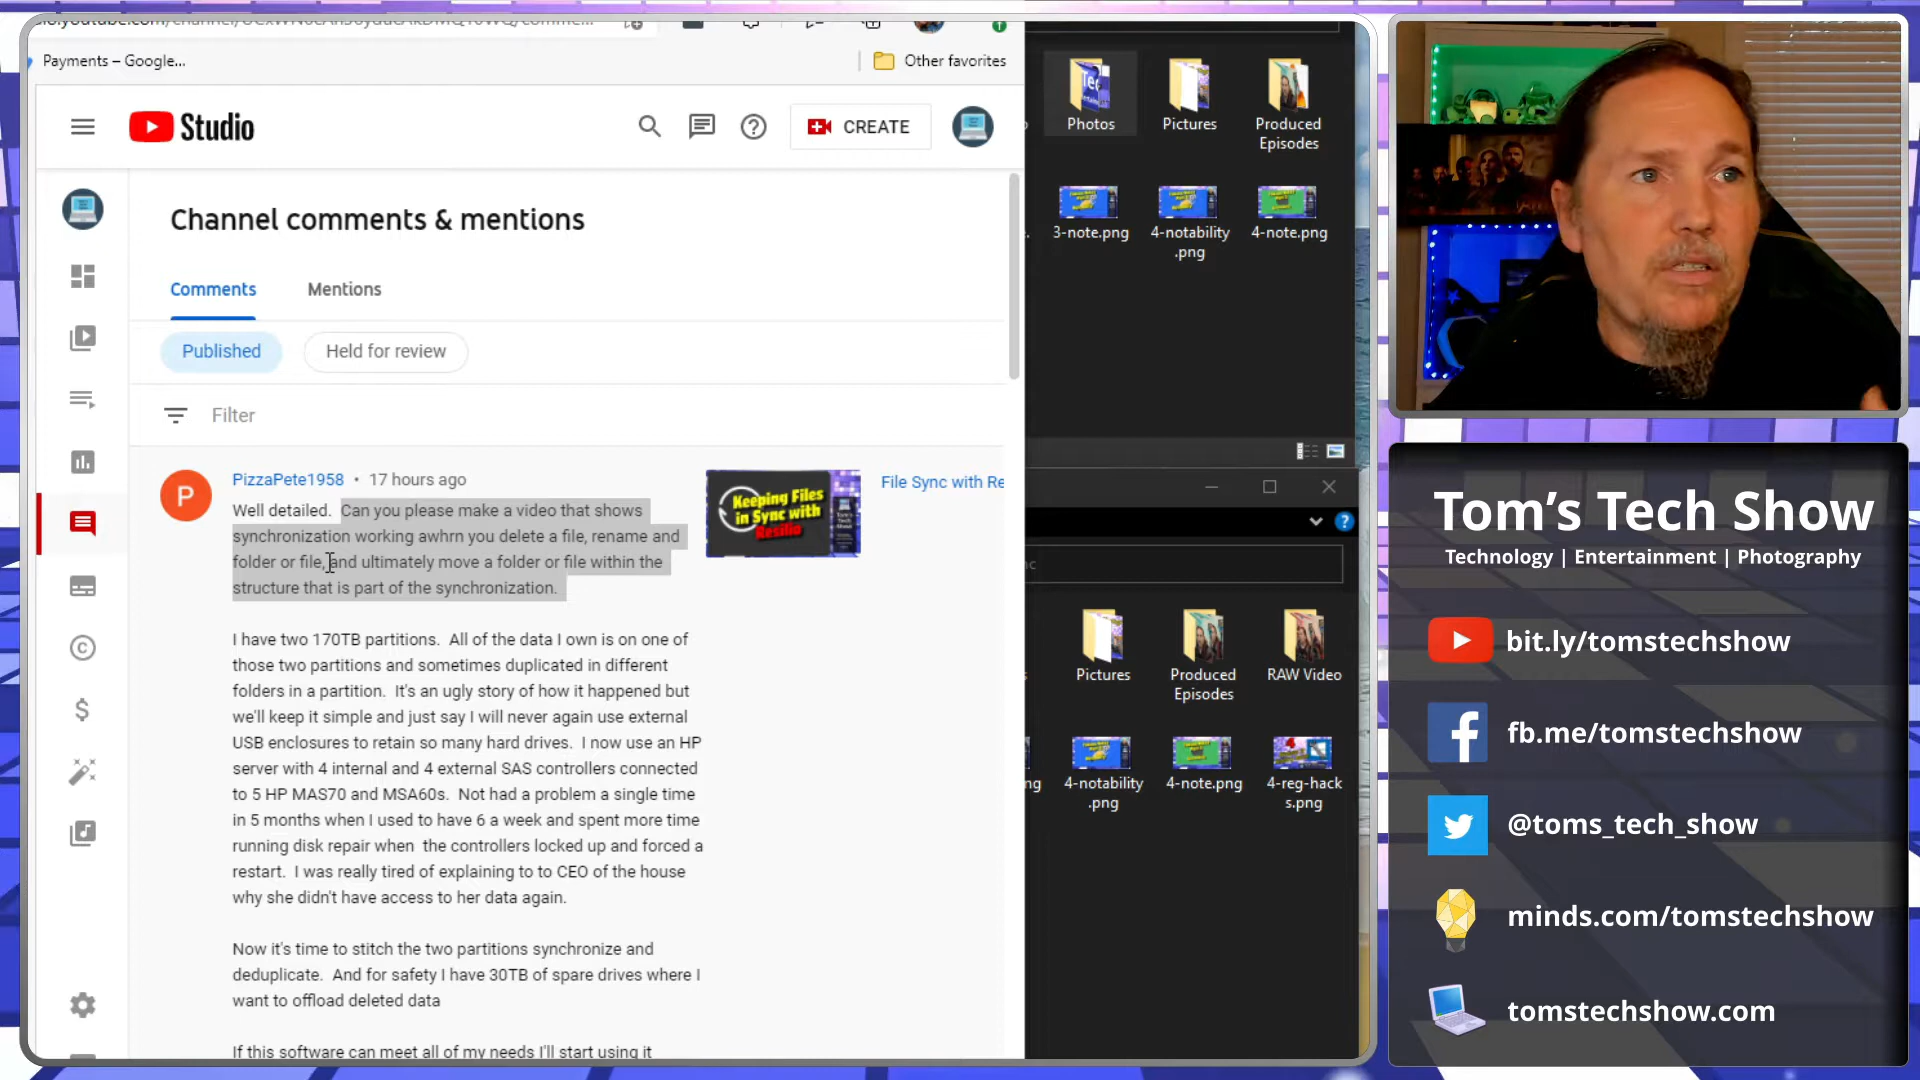 Payments – Google...
Other favorites
Studio
CREATE
Channel comments & mentions
Comments
Mentions
Published
Held for review
Filter
P
PizzaPete1958 • 17 hours ago
Well detailed. Can you please make a video that shows
synchronization working awhrn you delete a file, rename and
folder or file, and ultimately move a folder or file within the
structure that is part of the synchronization.
I have two 170TB partitions. All of the data I own is on one of
those two partitions and sometimes duplicated in different
folders in a partition. It's an ugly story of how it happened but
we'll keep it simple and just say I will never again use external
USB enclosures to retain so many hard drives. I now use an HP
server with 4 internal and 4 external SAS controllers connected
to 5 HP MAS70 and MSA60s. Not had a problem a single time
in 5 months when I used to have 6 a week and spent more time
running disk repair when the controllers locked up and forced a
restart. I was really tired of explaining to to CEO of the house
why she didn't have access to her data again.
Now it's time to stitch the two partitions synchronize and
deduplicate. And for safety I have 30TB of spare drives where I
want to offload deleted data
If this software can meet all of my needs I'll start using it
Keeping Files
in Sync with
Resilia
File Sync with Re
Photos
Pictures
Produced
Episodes
3-note.png
4-notability
.png
4-note.png
Pictures
Produced
Episodes
RAW Video
4-notability
.png
4-note.png
4-reg-hack
s.png
Tom's Tech Show
Technology | Entertainment | Photography
bit.ly/tomstechshow
fb.me/tomstechshow
@toms_tech_show
minds.com/tomstechshow
tomstechshow.com